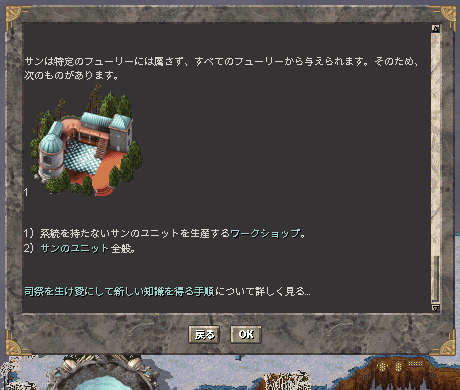 サンは特定のフューリーには属さず、すべてのフューリーから与えられます。そのため、
次のものがあります。
1
1）系統を持たないサンのユニットを生産するワークショップ。
2）サンのユニット全般。
司祭を生け贄にして新しい知識を得る手順について詳しく見る...
戻る OK